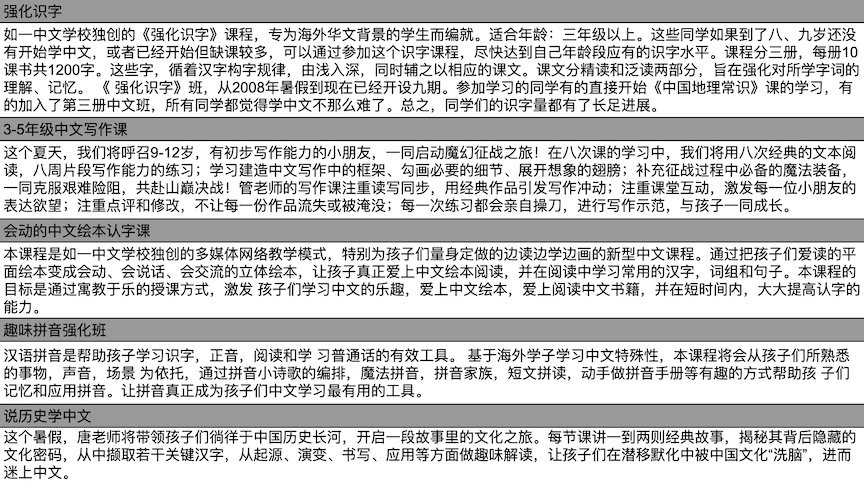 强化识字
如一中文学校独创的《强化识字》课程，专为海外华文背景的学生而编就。适合年龄：三年级以上。这些同学如果到了八、九岁还没
有开始学中文，或者已经开始但缺课较多，可以通过参加这个识字课程，尽快达到自己年龄段应有的识字水平。课程分三册，每册10
课书共1200字。这些字，循着汉字构字规律，由浅入深，同时辅之以相应的课文。课文分精读和泛读两部分，旨在强化对所学字词的
理解、记忆。 《 强化识字》班，从2008年暑假到现在已经开设九期。参加学习的同学有的直接开始《中国地理常识》课的学习，有
的加入了第三册中文班，所有同学都觉得学中文不那么难了。总之，同学们的识字量都有了长足进展。
3-5年级中文写作课
这个夏天，我们将呼召9-12岁，有初步写作能力的小朋友，一同启动魔幻征战之旅！在八次课的学习中，我们将用八次经典的文本阅
读，八周片段写作能力的练习；学习建造中文写作中的框架、勾画必要的细节、展开想象的翅膀；补充征战过程中必备的魔法装备，
一同克服艰难险阻，共赴山巅决战！管老师的写作课注重读写同步，用经典作品引发写作冲动；注重课堂互动，激发每一位小朋友的
表达欲望；注重点评和修改，不让每一份作品流失或被淹没；每一次练习都会亲自操刀，进行写作示范，与孩子一同成长。
会动的中文绘本认字课
本课程是如一中文学校独创的多媒体网络教学模式，特别为孩子们量身定做的边读边学边画的新型中文课程。通过把孩子们爱读的平
面绘本变成会动、会说话、会交流的立体绘本，让孩子真正爱上中文绘本阅读，并在阅读中学习常用的汉字，词组和句子。本课程的
目标是通过寓教于乐的授课方式，激发 孩子们学习中文的乐趣，爱上中文绘本，爱上阅读中文书籍，并在短时间内，大大提高认字的
能力。
趣味拼音强化班
汉语拼音是帮助孩子学习识字，正音，阅读和学 习普通话的有效工具。 基于海外学子学习中文特殊性，本课程将会从孩子们所熟悉
的事物，声音，场景 为依托，通过拼音小诗歌的编排，魔法拼音，拼音家族，短文拼读，动手做拼音手册等有趣的方式帮助孩 子们
记忆和应用拼音。让拼音真正成为孩子们中文学习最有用的工具。
说历史学中文
这个暑假，唐老师将带领孩子们徜徉于中国历史长河，开启一段故事里的文化之旅。每节课讲一到两则经典故事，揭秘其背后隐藏的
文化密码，从中撷取若干关键汉字，从起源、演变、书写、应用等方面做趣味解读，让孩子们在潜移默化中被中国文化“洗脑”，进而
迷上中文。